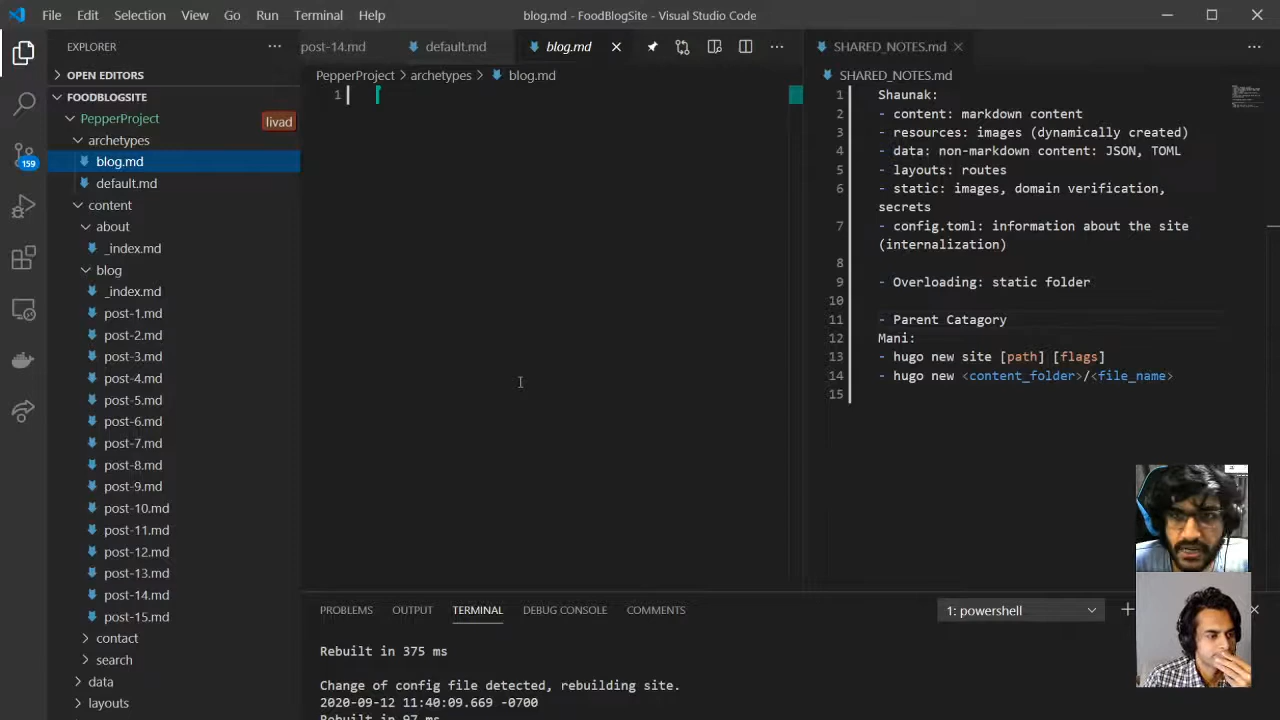 File Edit Selection View Go Run Terminal Help
blog.md - FoodBlogSite - Visual Studio Code
EXPLORER
OPEN EDITORS
FOODBLOGSITE
PepperProject
livad
archetypes
blog.md
default.md
content
about
_index.md
blog
_index.md
post-1.md
post-2.md
post-3.md
post-4.md
post-5.md
post-6.md
post-7.md
post-8.md
post-9.md
post-10.md
post-11.md
post-12.md
post-13.md
post-14.md
post-15.md
contact
search
data
layouts
159
post-14.md default.md blog.md
PepperProject > archetypes > blog.md
1
SHARED_NOTES.md
SHARED_NOTES.md
1 Shaunak:
2 - content: markdown content
3 - resources: images (dynamically created)
4 - data: non-markdown content: JSON, TOML
5 - layouts: routes
6 - static: images, domain verification,
secrets
7 - config.toml: information about the site
(internalization)
8
9 - Overloading: static folder
10
11 - Parent Catagory
12 Mani:
13 - hugo new site [path] [flags]
14 - hugo new <content_folder>/<file_name>
15
PROBLEMS OUTPUT TERMINAL DEBUG CONSOLE COMMENTS
1: powershell
Rebuilt in 375 ms
Change of config file detected, rebuilding site.
2020-09-12 11:40:09.669 -0700
Rebuilt in 97 ms